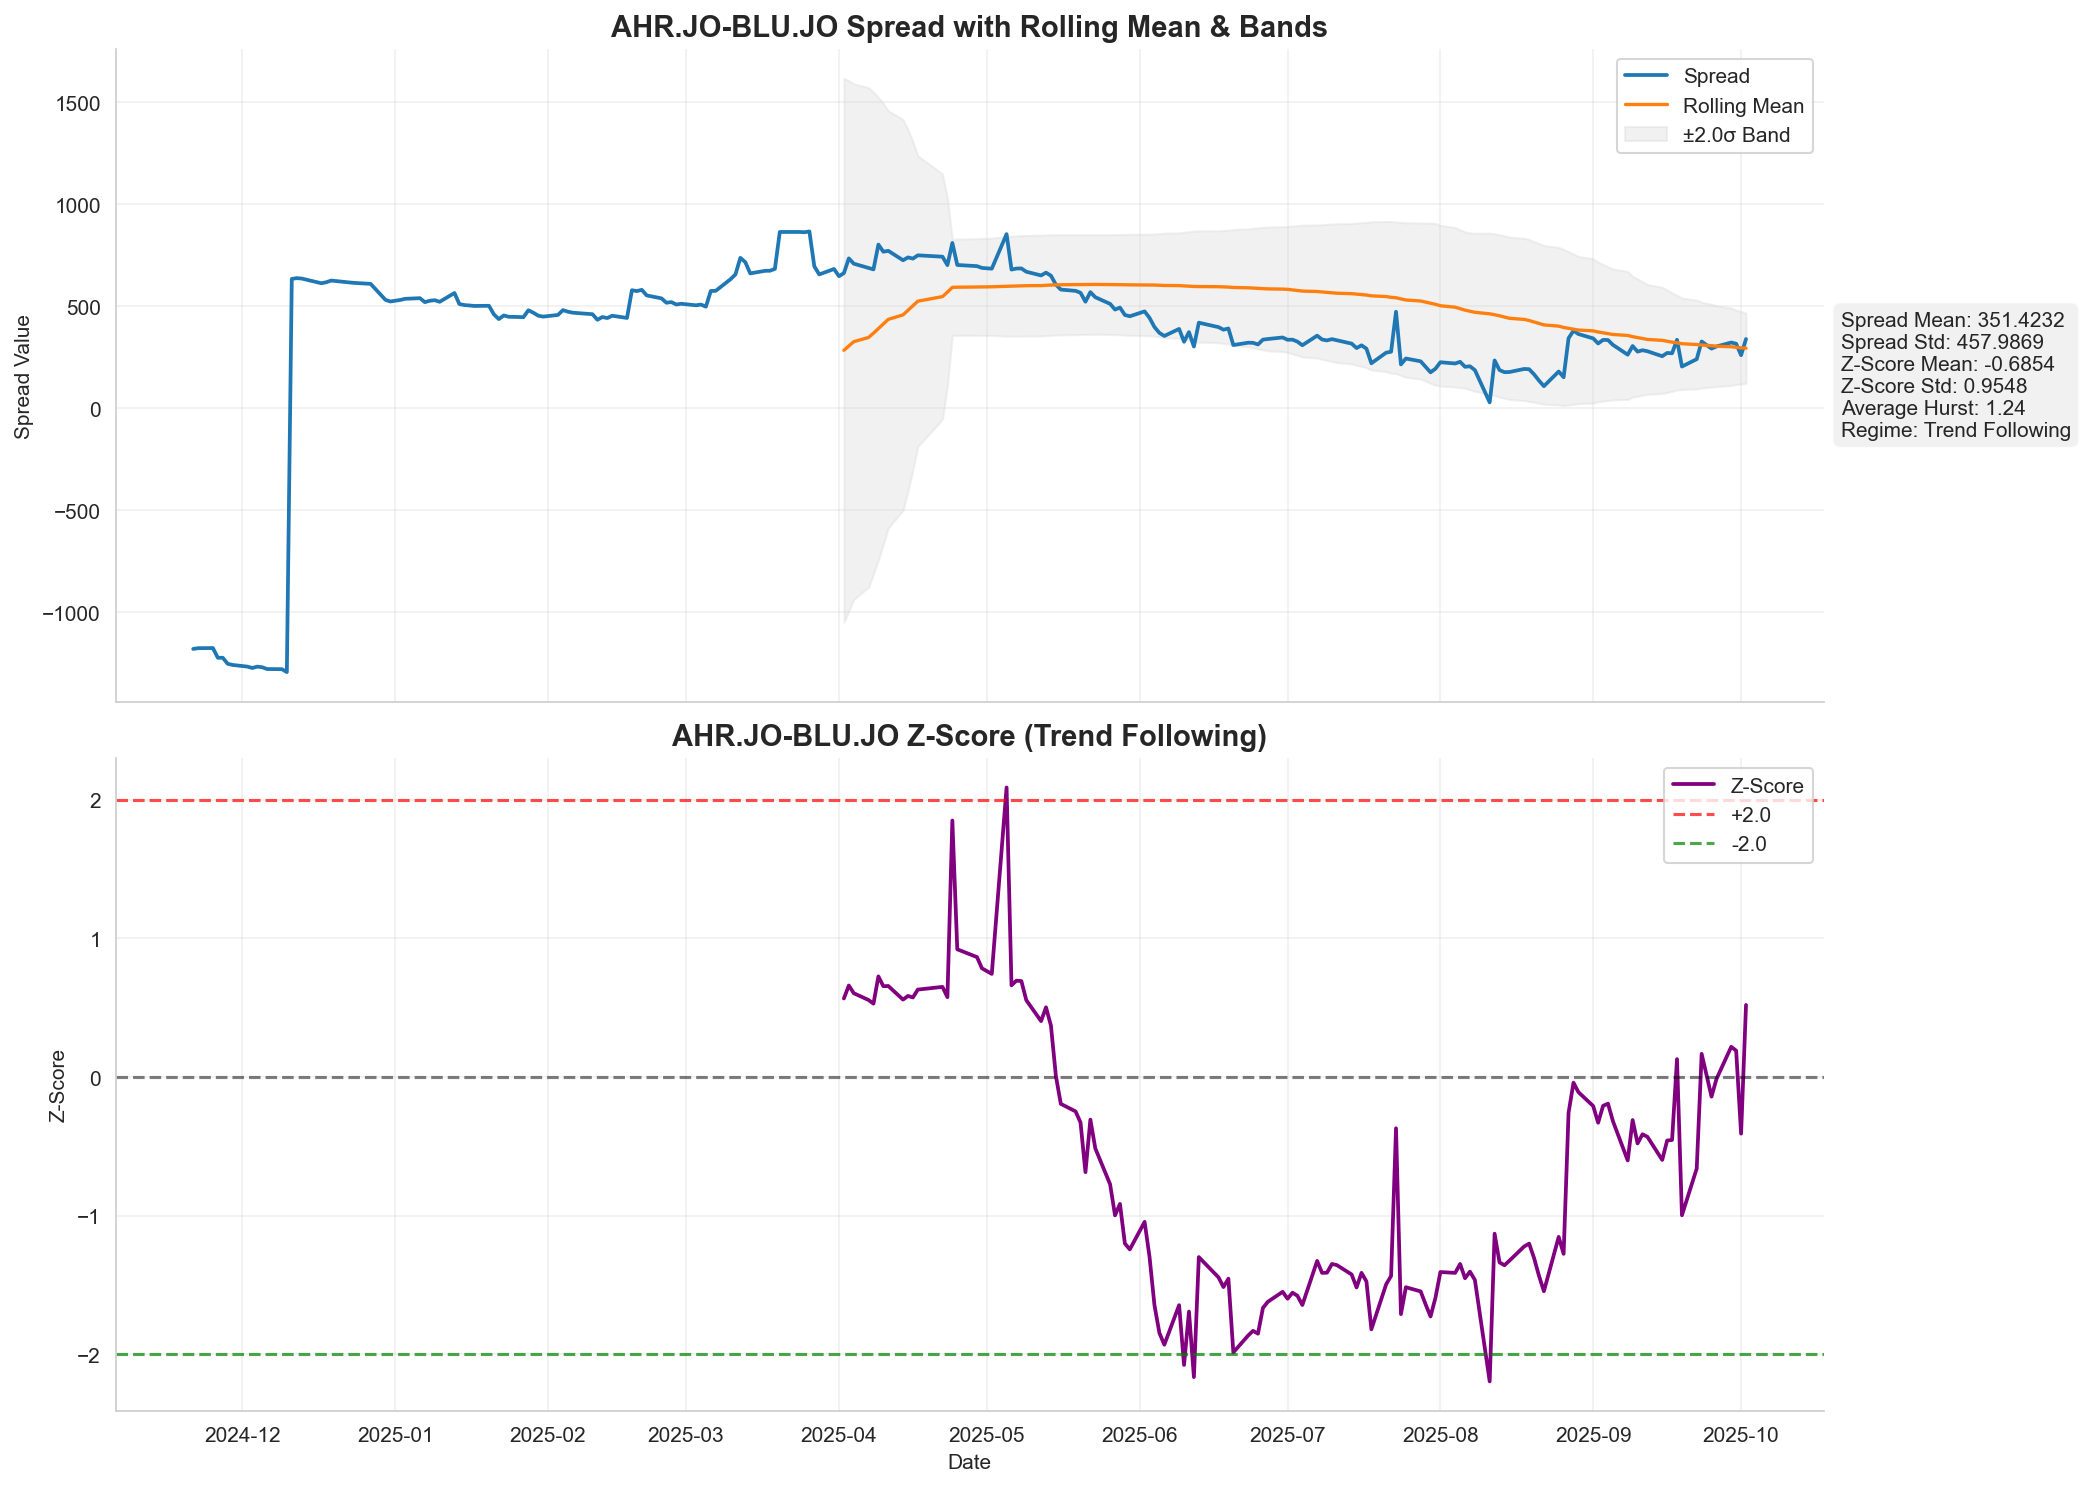 AHR.JO-BLU.JO Spread with Rolling Mean & Bands
Spread
Rolling Mean
±2.0σ Band
1500
1000
500
0
−500
−1000
Spread Value
Spread Mean: 351.4232
Spread Std: 457.9869
Z-Score Mean: -0.6854
Z-Score Std: 0.9548
Average Hurst: 1.24
Regime: Trend Following
AHR.JO-BLU.JO Z-Score (Trend Following)
Z-Score
+2.0
-2.0
2
1
0
−1
−2
Z-Score
2024-12
2025-01
2025-02
2025-03
2025-04
2025-05
2025-06
2025-07
2025-08
2025-09
2025-10
Date